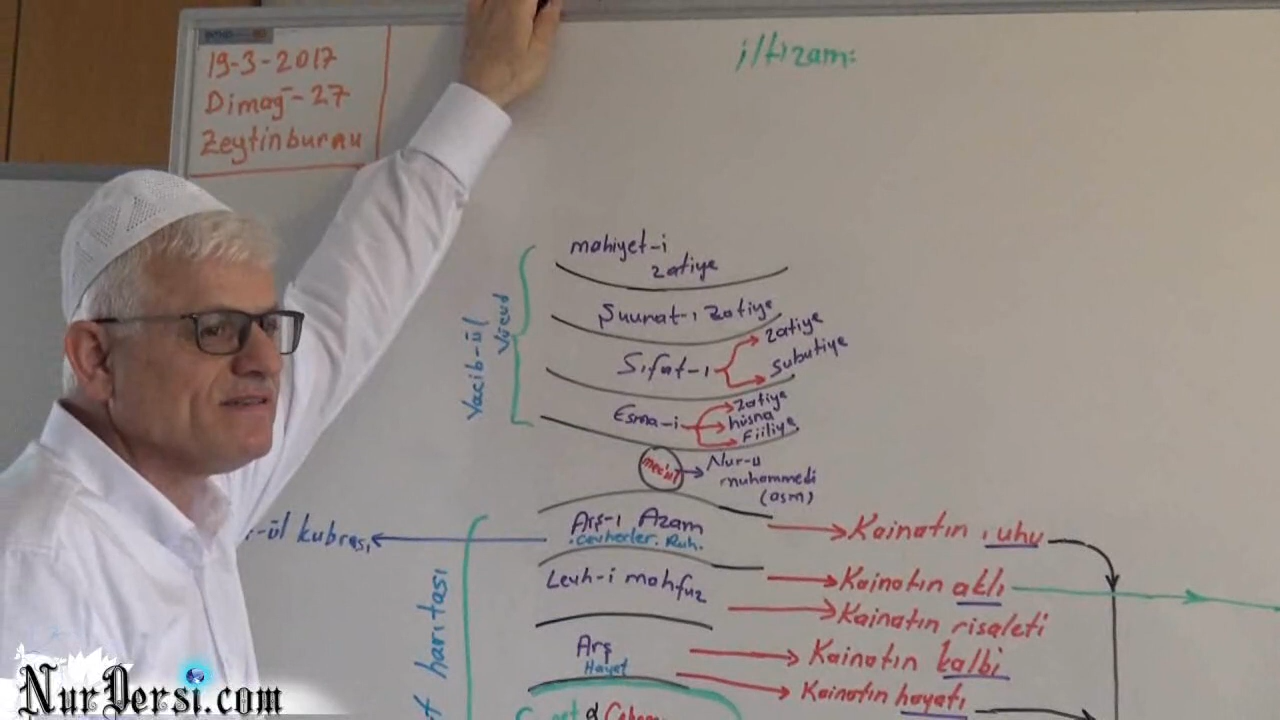 19-3-2017
Dimağ-27
Zeytinburnu
iltizam:
mahiyet-i
zatiye
Şuunat-ı zatiye
Sıfat-ı
zatiye
subutiye
Esma-i
zatiye
hüsna
Fiiliye
Vacib-ül
Vücud
Nur-u
muhammedi
(asm)
Arş-ı Azam
.Cevherler. Ruh.
-ül kubrası
Kainatın ruhu
Levh-i mahfuz
Kainatın aklı
Kainatın risaleti
Arş
Hayat
Kainatın kalbi
Kainatın hayatı
haritası
NurDersi.com